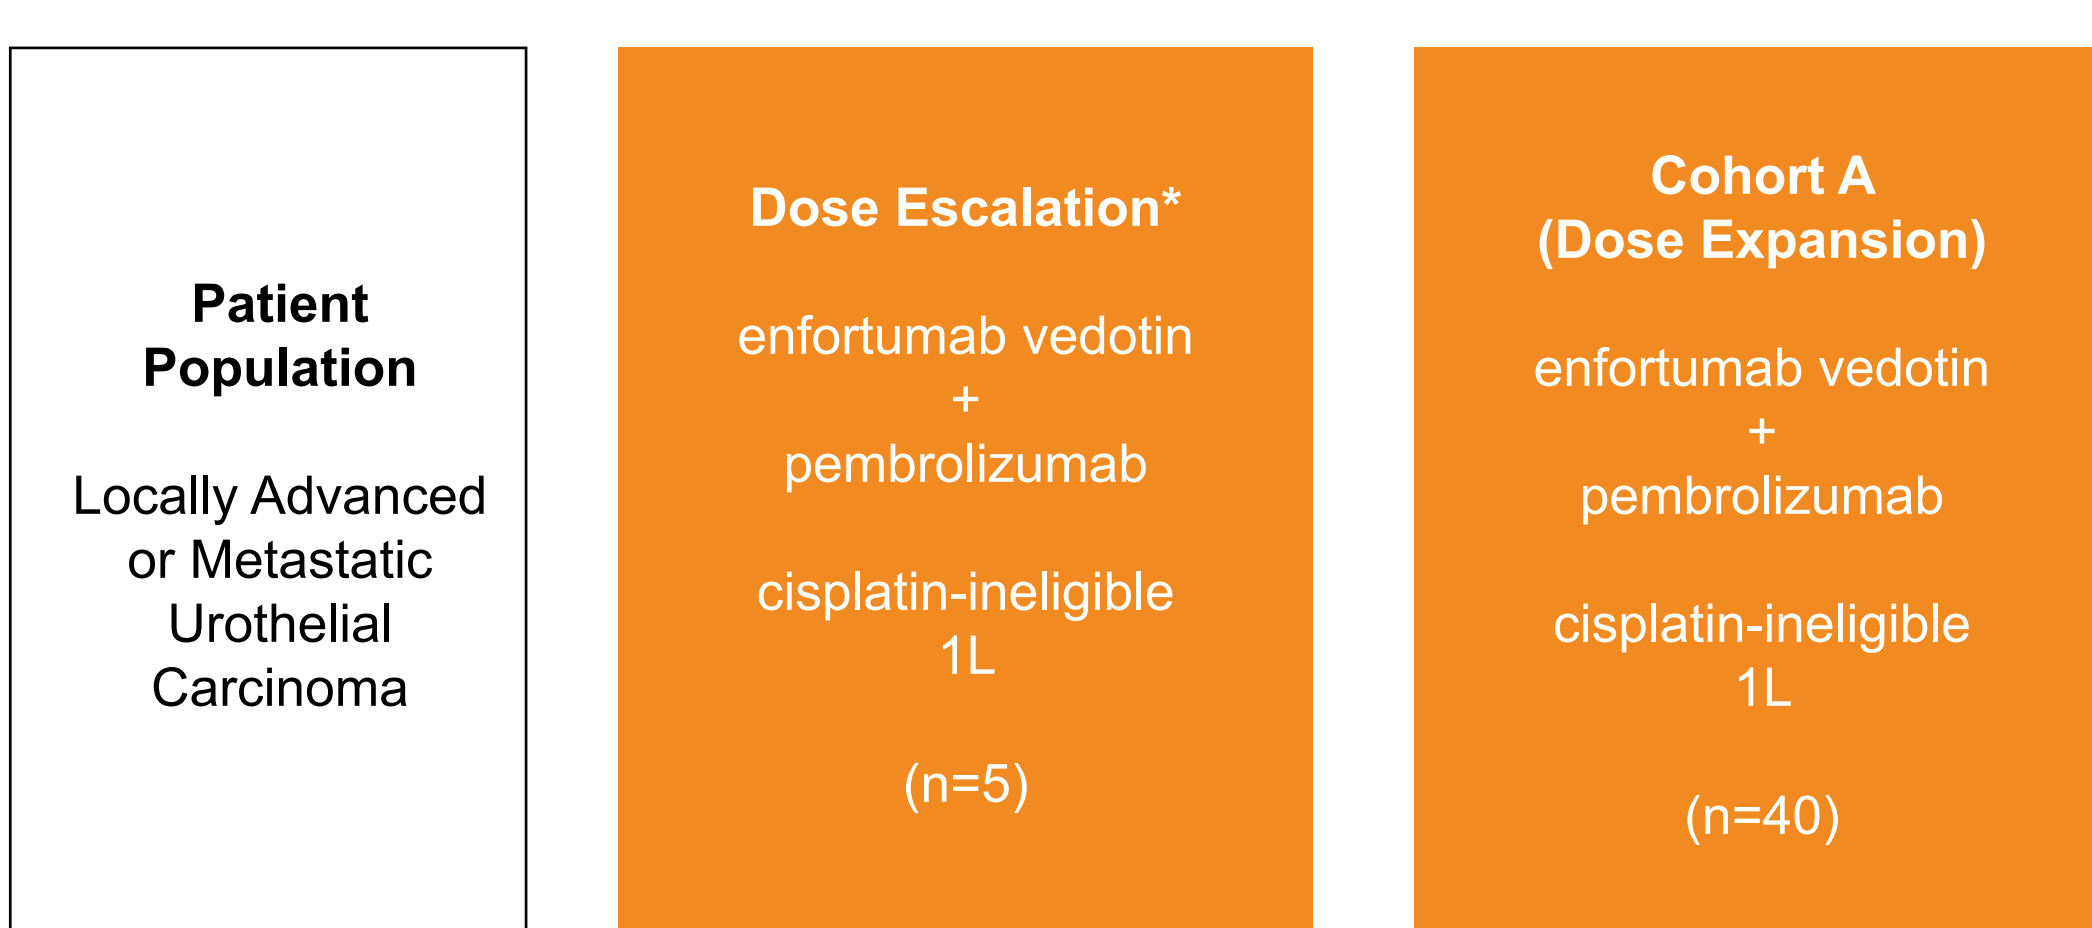 Patient
Population
Locally Advanced
or Metastatic
Urothelial
Carcinoma
Dose Escalation*
enfortumab vedotin
+
pembrolizumab
cisplatin-ineligible
1L
(n=5)
Cohort A
(Dose Expansion)
enfortumab vedotin
+
pembrolizumab
cisplatin-ineligible
1L
(n=40)